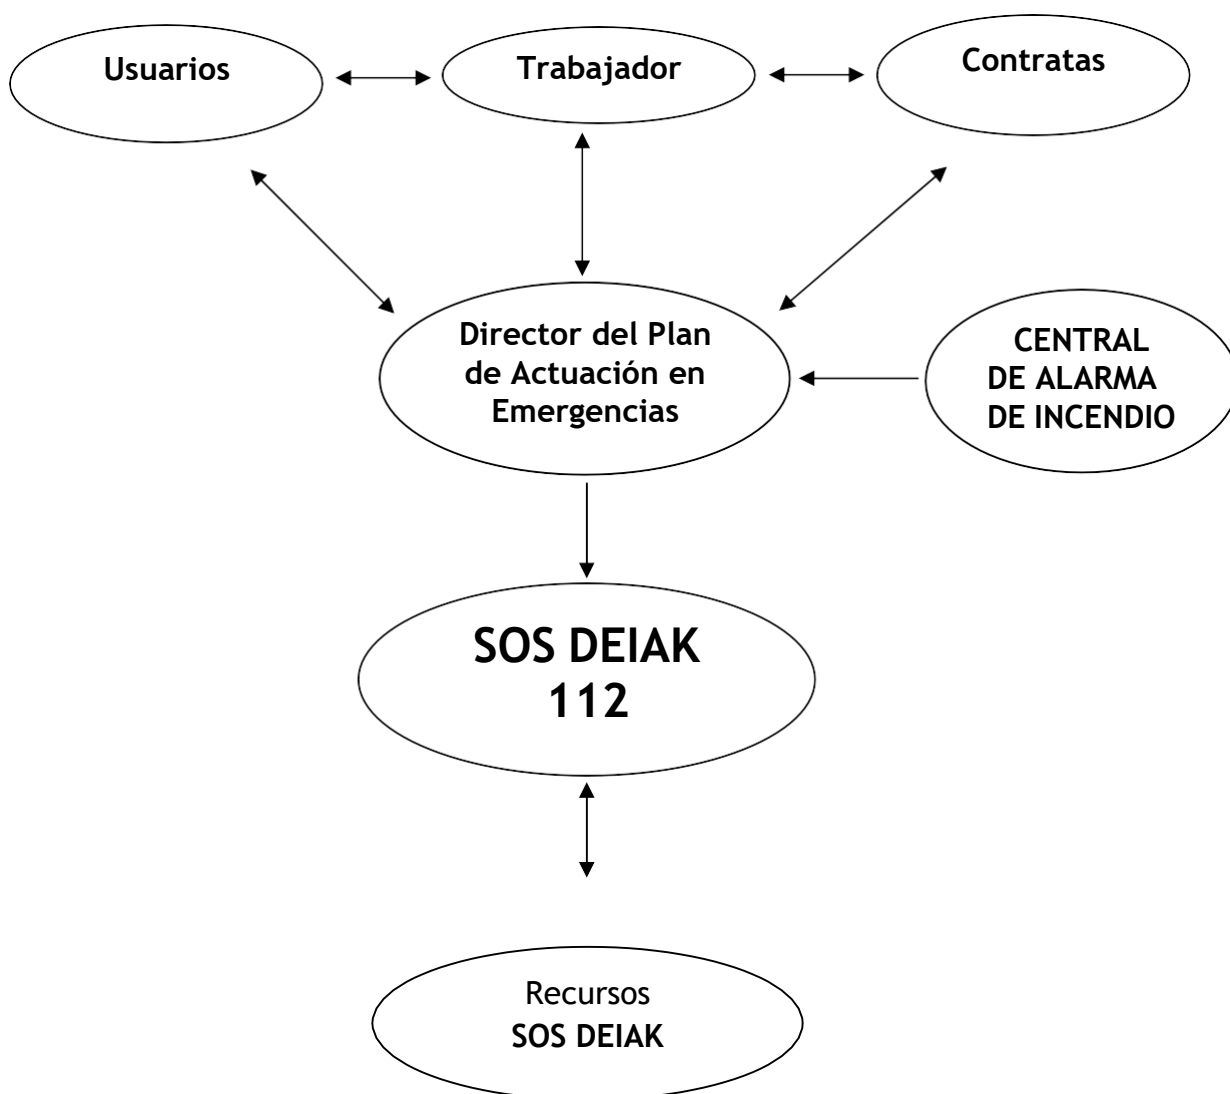 Usuarios
Trabajador
Contratas
Director del Plan
de Actuación en
Emergencias
CENTRAL
DE ALARMA
DE INCENDIO
SOS DEIAK
112
Recursos
SOS DEIAK